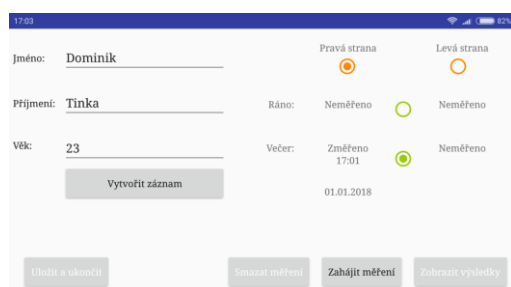 17:03 82%
Pravá strana Levá strana
Jméno: Dominik
Příjmení: Tinka Ráno: Neměřeno Neměřeno
Věk: 23 Večer: Změřeno Neměřeno
17:01
Vytvořit záznam 01.01.2018
Uložit a ukončit Smazat měření Zahájit měření Zobrazit výsledky